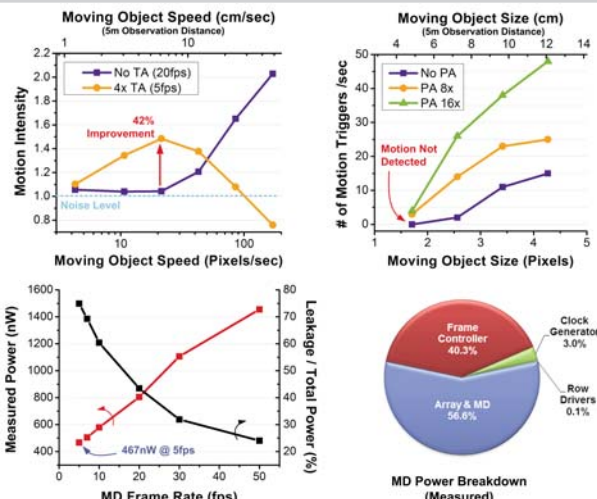 Moving Object Speed (cm/sec)
(5m Observation Distance)
1
10
2.2
2.0
1.8
1.6
1.4
1.2
1.0
0.8
Motion Intensity
No TA (20fps)
4x TA (5fps)
42%
Improvement
Noise Level
10
100
Moving Object Speed (Pixels/sec)
Moving Object Size (cm)
(5m Observation Distance)
4
6
8
10
12
14
50
40
30
20
10
0
# of Motion Triggers /sec
No PA
PA 8x
PA 16x
Motion Not
Detected
1
2
3
4
5
Moving Object Size (Pixels)
1600
1400
1200
1000
800
600
400
Measured Power (nW)
80
70
60
50
40
30
20
Leakage / Total Power (%)
467nW @ 5fps
0
10
20
30
40
50
MD Frame Rate (fps)
Frame
Controller
40.3%
Clock
Generator
3.0%
Row
Drivers
0.1%
Array & MD
56.6%
MD Power Breakdown
(Measured)